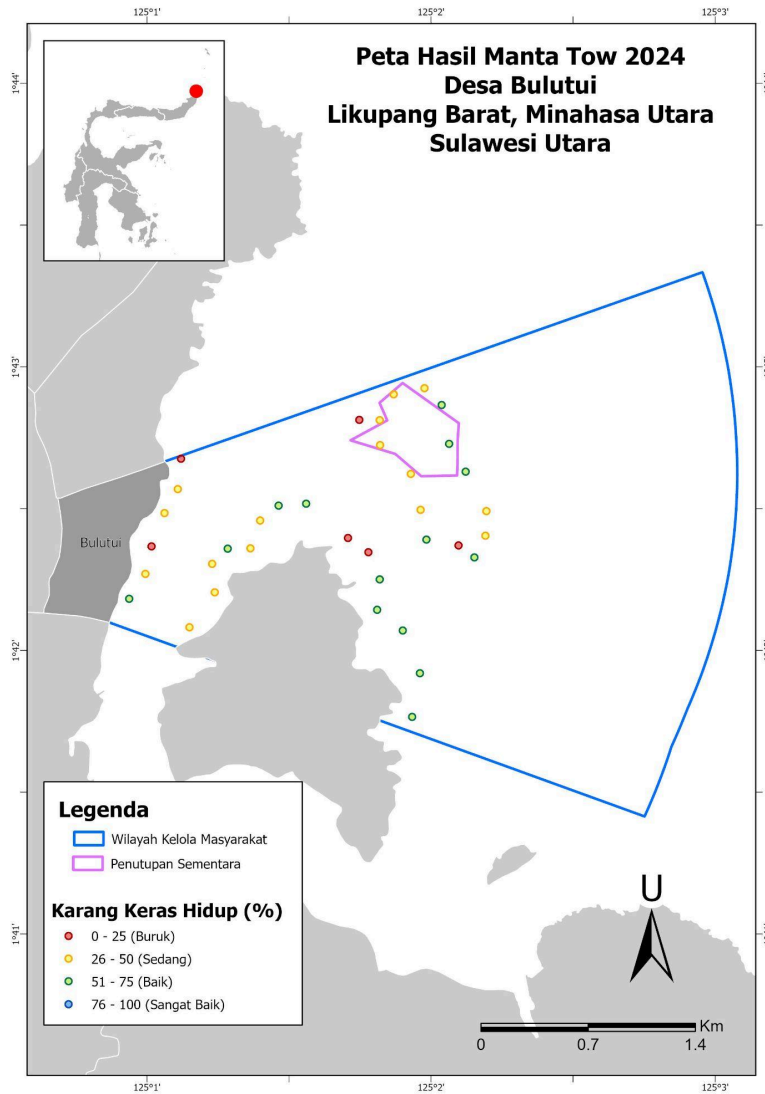 125°1'
125°2'
125°3'
Peta Hasil Manta Tow 2024
Desa Bulutui
Likupang Barat, Minahasa Utara
Sulawesi Utara
1°44'
1°43'
Bulutui
1°42'
1°41'
Legenda
Wilayah Kelola Masyarakat
Penutupan Sementara
Karang Keras Hidup (%)
0 - 25 (Buruk)
26 - 50 (Sedang)
51 - 75 (Baik)
76 - 100 (Sangat Baik)
U
Km
0 0.7 1.4
125°1'
125°2'
125°3'